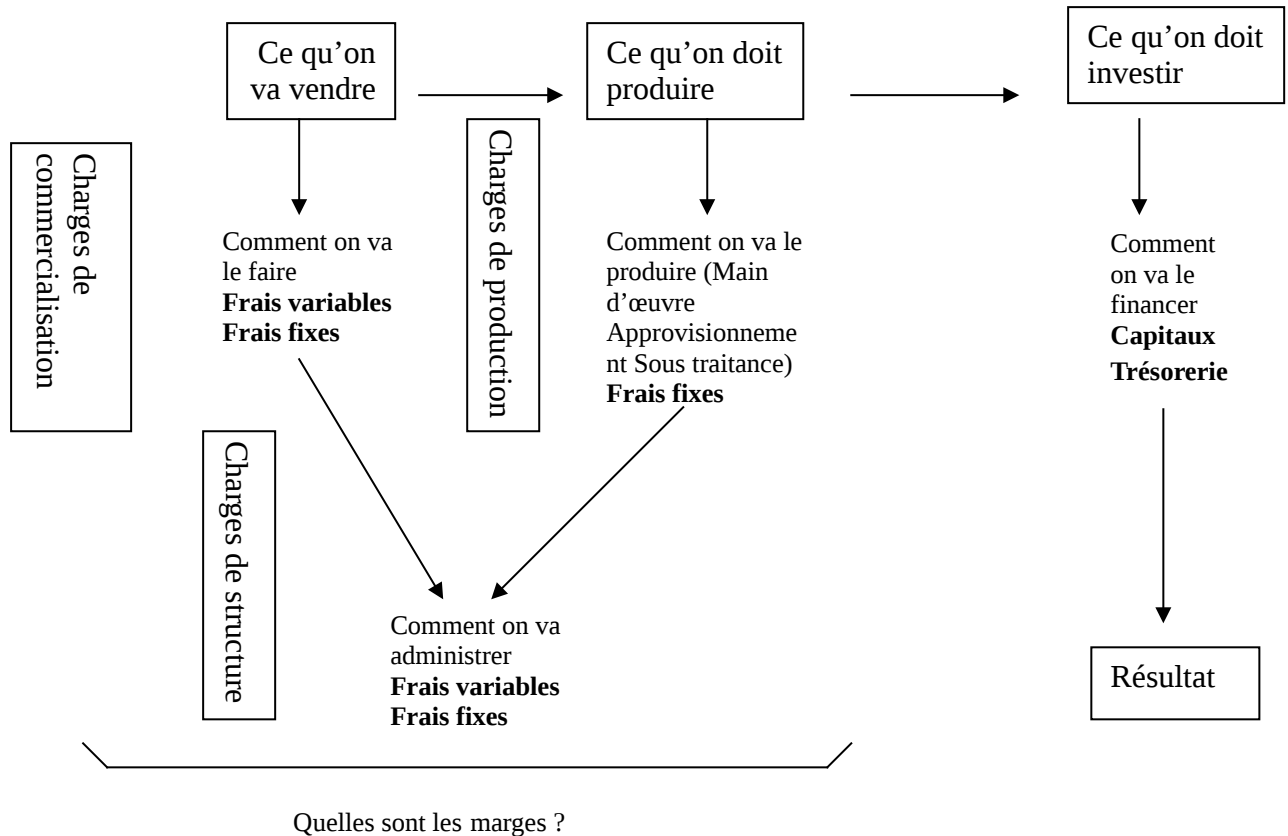 Ce qu’on
va vendre
Ce qu’on doit
produire
Ce qu’on doit
investir
Charges de
commercialisation
Charges de production
Comment on va
le faire
Frais variables
Frais fixes
Comment on va le
produire (Main
d’œuvre
Approvisionneme
nt Sous traitance)
Frais fixes
Comment
on va le
financer
Capitaux
Trésorerie
Charges de structure
Comment on va
administrer
Frais variables
Frais fixes
Résultat
Quelles sont les marges ?